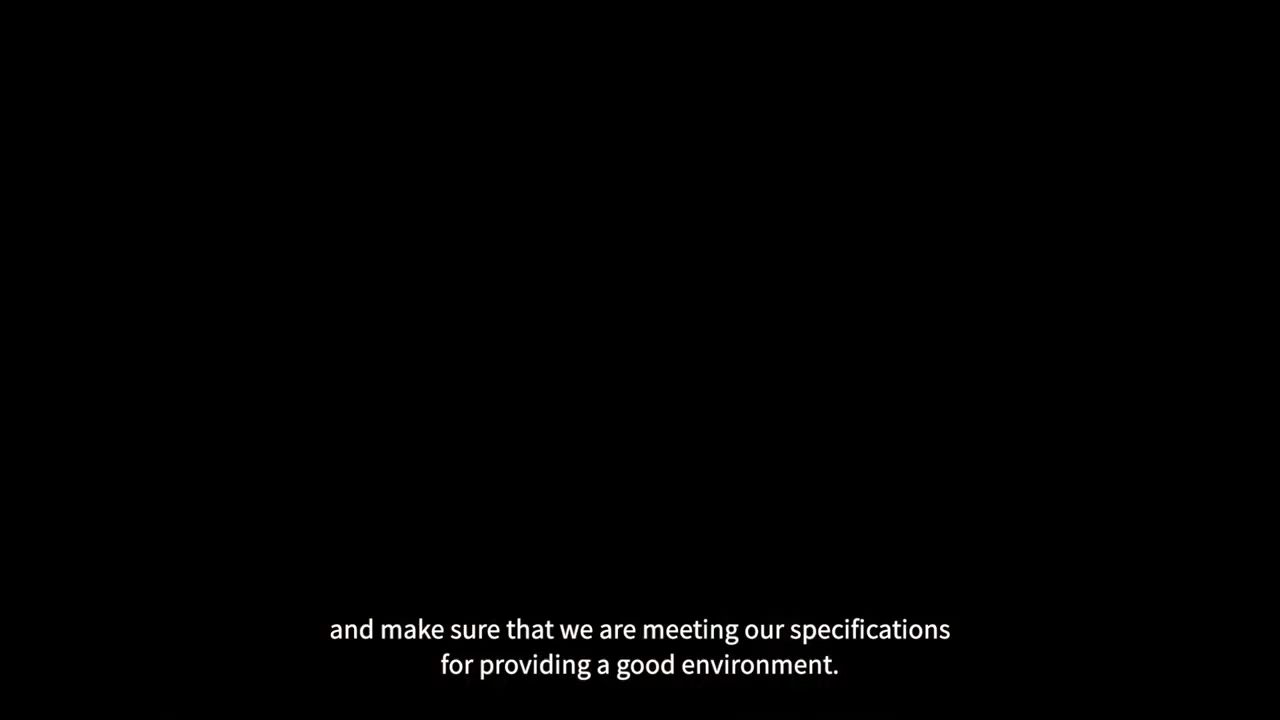 and make sure that we are meeting our specifications
for providing a good environment.